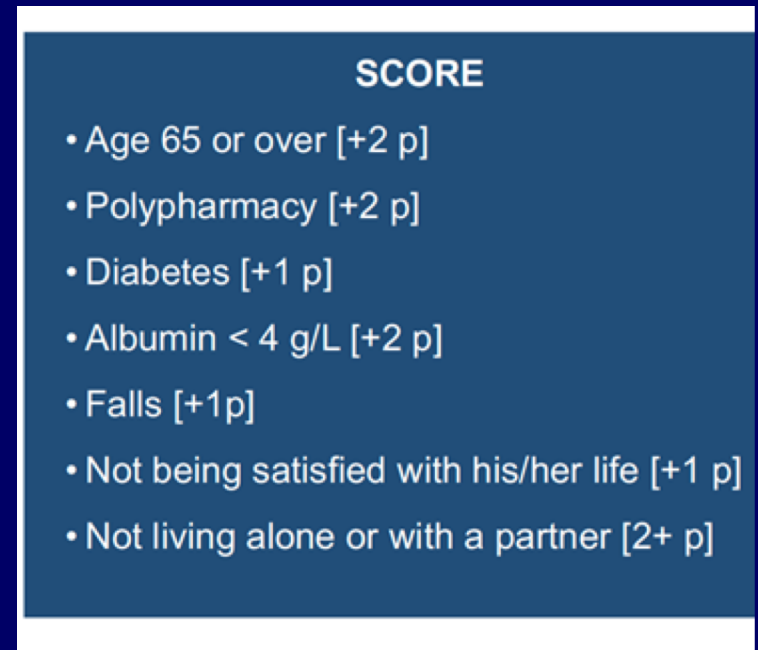 SCORE
• Age 65 or over [+2 p]
• Polypharmacy [+2 p]
• Diabetes [+1 p]
• Albumin < 4 g/L [+2 p]
• Falls [+1p]
• Not being satisfied with his/her life [+1 p]
• Not living alone or with a partner [2+ p]